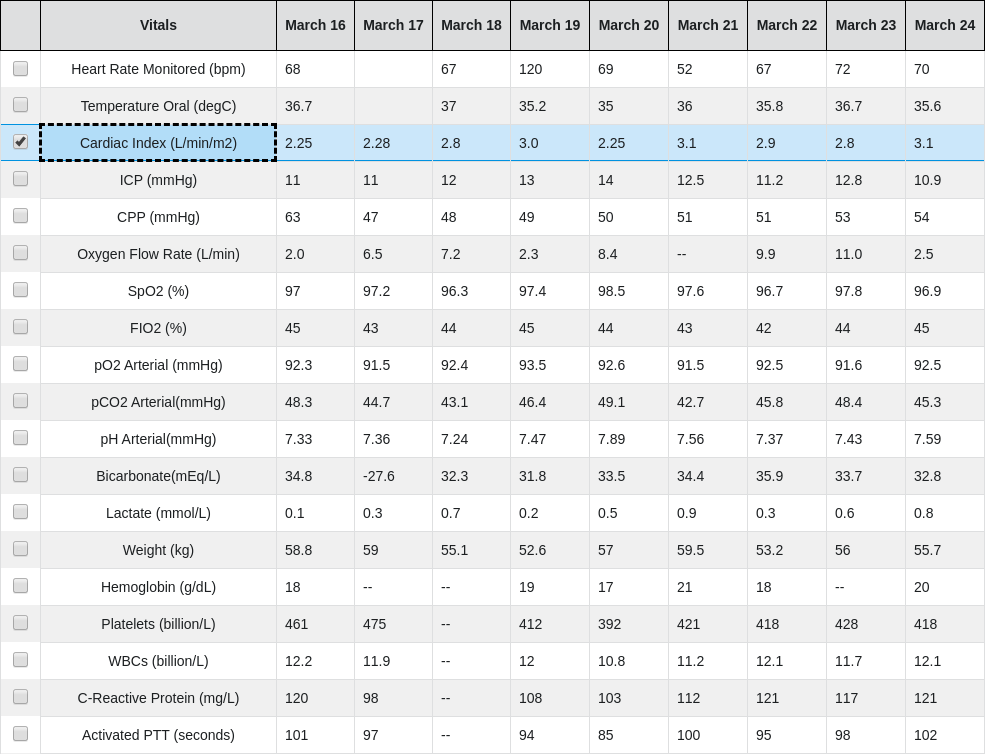 Vitals March 16 March 17 March 18 March 19 March 20 March 21 March 22 March 23 March 24
Heart Rate Monitored (bpm) 68 67 120 69 52 67 72 70
Temperature Oral (degC) 36.7 37 35.2 35 36 35.8 36.7 35.6
Cardiac Index (L/min/m2) 2.25 2.28 2.8 3.0 2.25 3.1 2.9 2.8 3.1
ICP (mmHg) 11 11 12 13 14 12.5 11.2 12.8 10.9
CPP (mmHg) 63 47 48 49 50 51 51 53 54
Oxygen Flow Rate (L/min) 2.0 6.5 7.2 2.3 8.4 -- 9.9 11.0 2.5
SpO2 (%) 97 97.2 96.3 97.4 98.5 97.6 96.7 97.8 96.9
FIO2 (%) 45 43 44 45 44 43 42 44 45
pO2 Arterial (mmHg) 92.3 91.5 92.4 93.5 92.6 91.5 92.5 91.6 92.5
pCO2 Arterial(mmHg) 48.3 44.7 43.1 46.4 49.1 42.7 45.8 48.4 45.3
pH Arterial(mmHg) 7.33 7.36 7.24 7.47 7.89 7.56 7.37 7.43 7.59
Bicarbonate(mEq/L) 34.8 -27.6 32.3 31.8 33.5 34.4 35.9 33.7 32.8
Lactate (mmol/L) 0.1 0.3 0.7 0.2 0.5 0.9 0.3 0.6 0.8
Weight (kg) 58.8 59 55.1 52.6 57 59.5 53.2 56 55.7
Hemoglobin (g/dL) 18 -- -- 19 17 21 18 -- 20
Platelets (billion/L) 461 475 -- 412 392 421 418 428 418
WBCs (billion/L) 12.2 11.9 -- 12 10.8 11.2 12.1 11.7 12.1
C-Reactive Protein (mg/L) 120 98 -- 108 103 112 121 117 121
Activated PTT (seconds) 101 97 -- 94 85 100 95 98 102